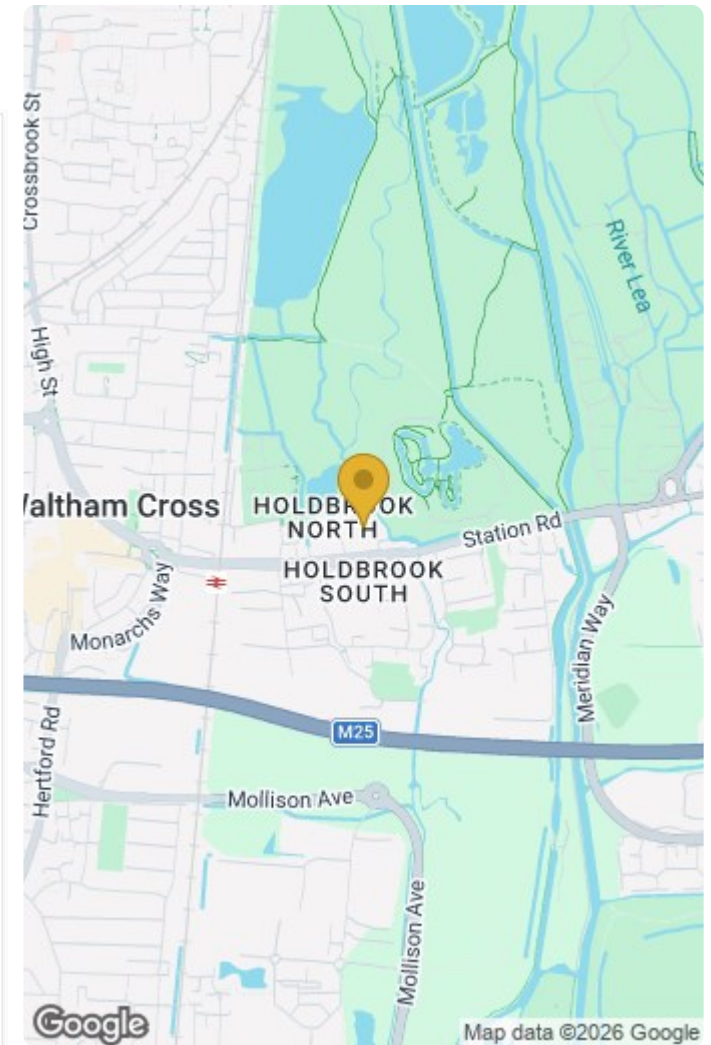 Crossbrook St
River Lea
High St
Waltham Cross
HOLDBROOK
NORTH
Station Rd
HOLDBROOK
SOUTH
Monarchs Way
Meridian Way
M25
Hertford Rd
Mollison Ave
Mollison Ave
Google
Map data ©2026 Google